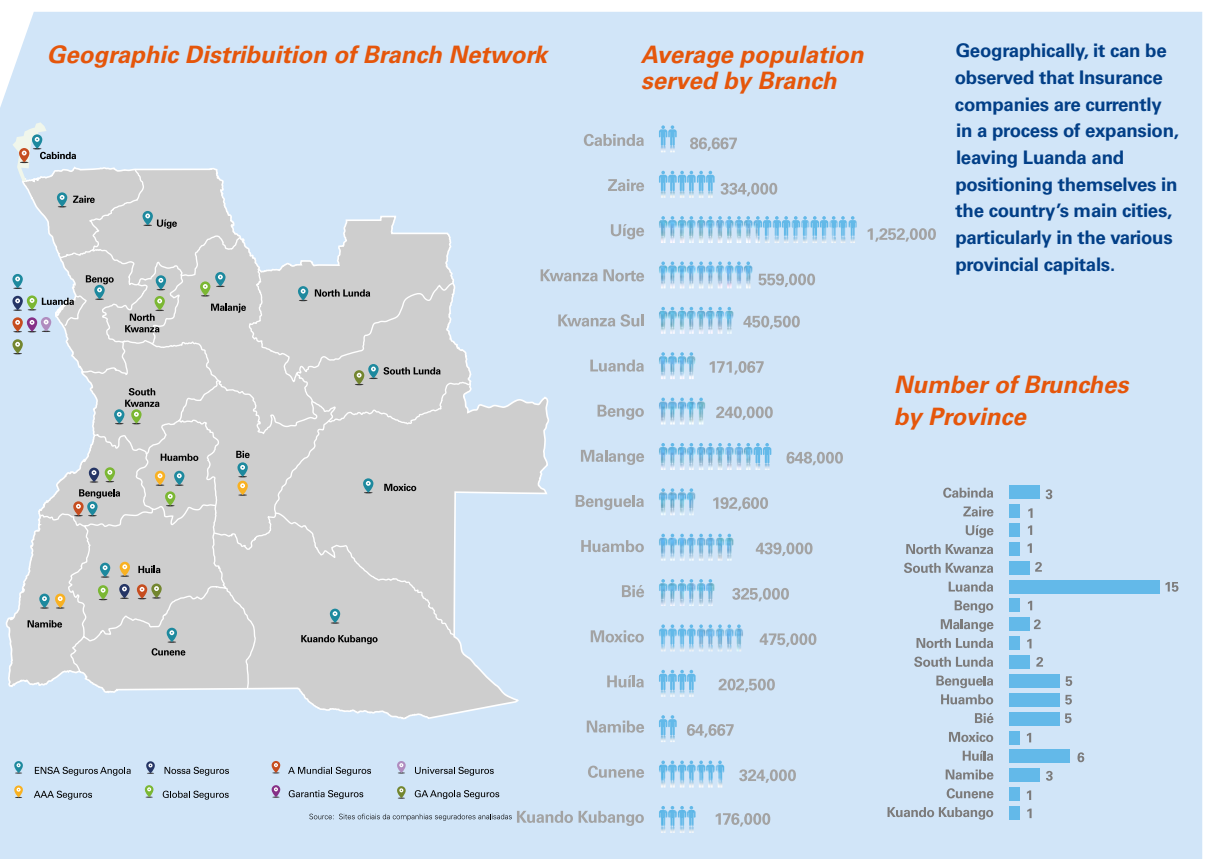 Geographic Distribuition of Branch Network
Cabinda
Zaire
Uíge
Bengo
Luanda
North
Kwanza
Malanje
North Lunda
South Lunda
South
Kwanza
Huambo
Bie
Benguela
Moxico
Huila
Namibe
Cunene
Kuando Kubango
ENSA Seguros Angola
Nossa Seguros
A Mundial Seguros
Universal Seguros
AAA Seguros
Global Seguros
Garantia Seguros
GA Angola Seguros
Source: Sites oficiais da companhias seguradores analisadas
Average population
served by Branch
Cabinda 86,667
Zaire 334,000
Uíge 1,252,000
Kwanza Norte 559,000
Kwanza Sul 450,500
Luanda 171,067
Bengo 240,000
Malange 648,000
Benguela 192,600
Huambo 439,000
Bié 325,000
Moxico 475,000
Huíla 202,500
Namibe 64,667
Cunene 324,000
Kuando Kubango 176,000
Geographically, it can be
observed that Insurance
companies are currently
in a process of expansion,
leaving Luanda and
positioning themselves in
the country's main cities,
particularly in the various
provincial capitals.
Number of Brunches
by Province
Cabinda 3
Zaire 1
Uíge 1
North Kwanza 1
South Kwanza 2
Luanda 15
Bengo 1
Malange 2
North Lunda 1
South Lunda 2
Benguela 5
Huambo 5
Bié 5
Moxico 1
Huíla 6
Namibe 3
Cunene 1
Kuando Kubango 1